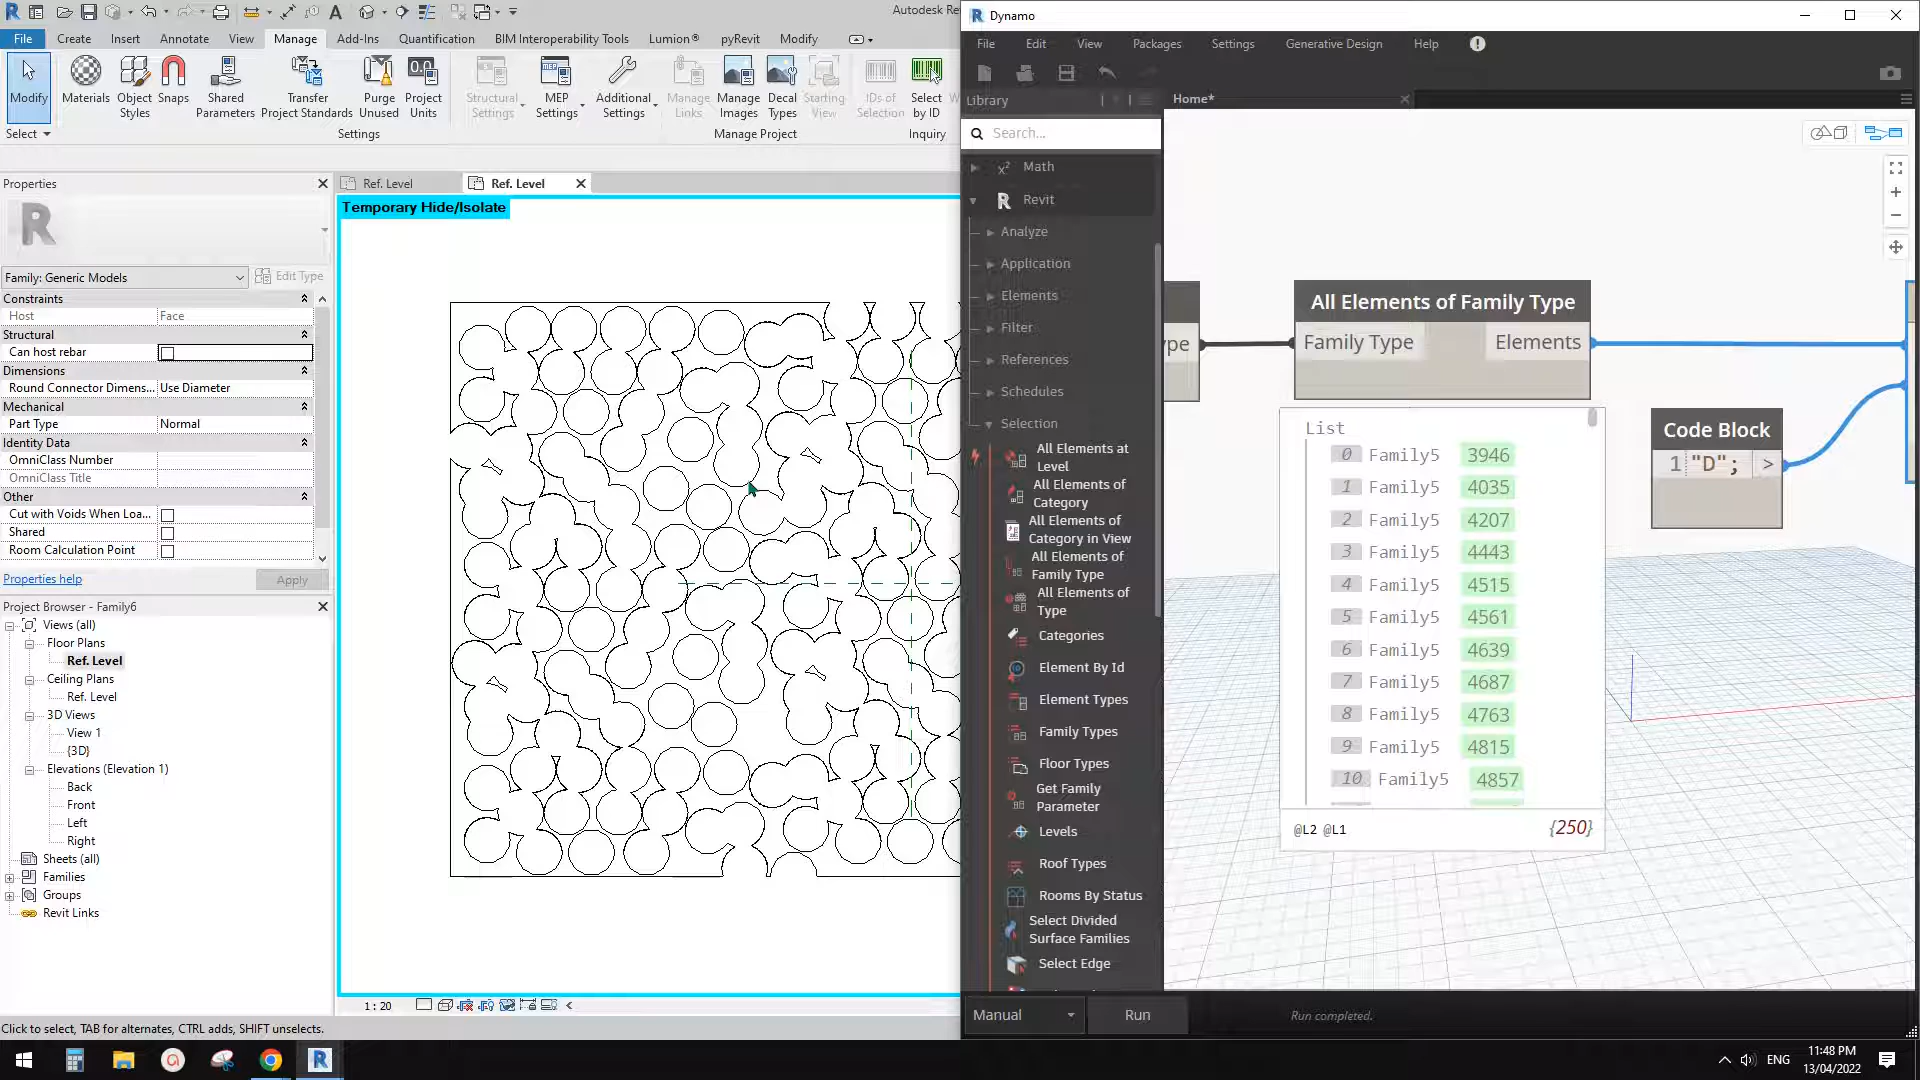 Autodesk Re
File
Create
Insert
Annotate
View
Manage
Add-Ins
Quantification
BIM Interoperability Tools
Lumion®
pyRevit
Modify
Modify
Materials
Object
Styles
Snaps
Shared
Parameters
Transfer
Project Standards
Purge
Unused
Project
Units
Structural
Settings
MEP
Settings
Additional
Settings
Manage
Links
Manage
Images
Decal
Types
Starting
View
IDs of
Selection
Select
by ID
Select
Settings
Manage Project
Inquiry
Properties
Ref. Level
Ref. Level
Temporary Hide/Isolate
Family: Generic Models
Edit Type
Constraints
Host
Face
Structural
Can host rebar
Dimensions
Round Connector Dimens...
Use Diameter
Mechanical
Part Type
Normal
Identity Data
OmniClass Number
OmniClass Title
Other
Cut with Voids When Loa...
Shared
Room Calculation Point
Properties help
Apply
Project Browser - Family6
Views (all)
Floor Plans
Ref. Level
Ceiling Plans
Ref. Level
3D Views
View 1
{3D}
Elevations (Elevation 1)
Back
Front
Left
Right
Sheets (all)
Families
Groups
Revit Links
1 : 20
Click to select, TAB for alternates, CTRL adds, SHIFT unselects.
Dynamo
File
Edit
View
Packages
Settings
Generative Design
Help
Library
Home*
Search...
Math
Revit
Analyze
Application
Elements
Filter
References
Schedules
Selection
All Elements at
Level
All Elements of
Category
All Elements of
Category in View
All Elements of
Family Type
All Elements of
Type
Categories
Element By Id
Element Types
Family Types
Floor Types
Get Family
Parameter
Levels
Roof Types
Rooms By Status
Select Divided
Surface Families
Select Edge
ype
All Elements of Family Type
Family Type
Elements
List
0 Family5 3946
1 Family5 4035
2 Family5 4207
3 Family5 4443
4 Family5 4515
5 Family5 4561
6 Family5 4639
7 Family5 4687
8 Family5 4763
9 Family5 4815
10 Family5 4857
@L2 @L1
{250}
Code Block
1 "D"; >
Manual
Run
Run completed.
ENG
11:48 PM
13/04/2022